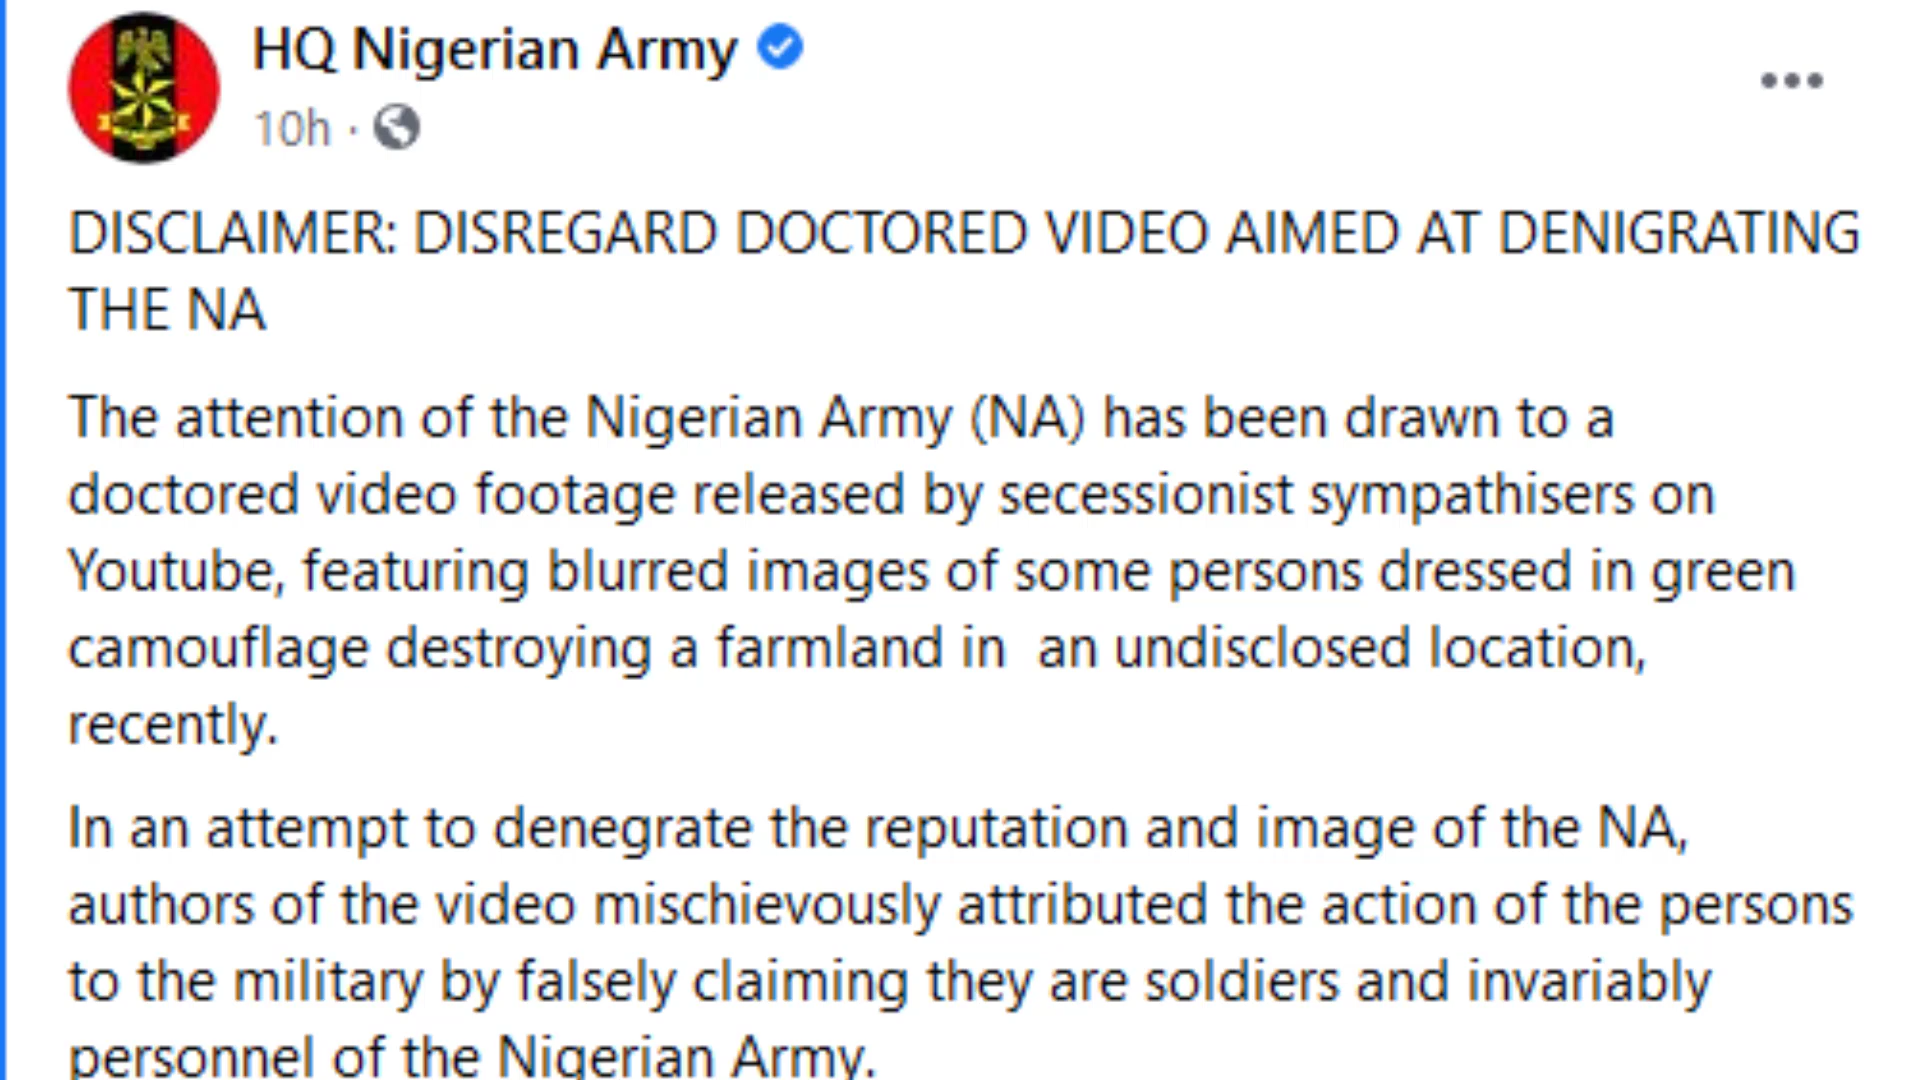 HQ Nigerian Army
10h ·
DISCLAIMER: DISREGARD DOCTORED VIDEO AIMED AT DENIGRATING
THE NA
The attention of the Nigerian Army (NA) has been drawn to a
doctored video footage released by secessionist sympathisers on
Youtube, featuring blurred images of some persons dressed in green
camouflage destroying a farmland in  an undisclosed location,
recently.
In an attempt to denegrate the reputation and image of the NA,
authors of the video mischievously attributed the action of the persons
to the military by falsely claiming they are soldiers and invariably
personnel of the Nigerian Army.